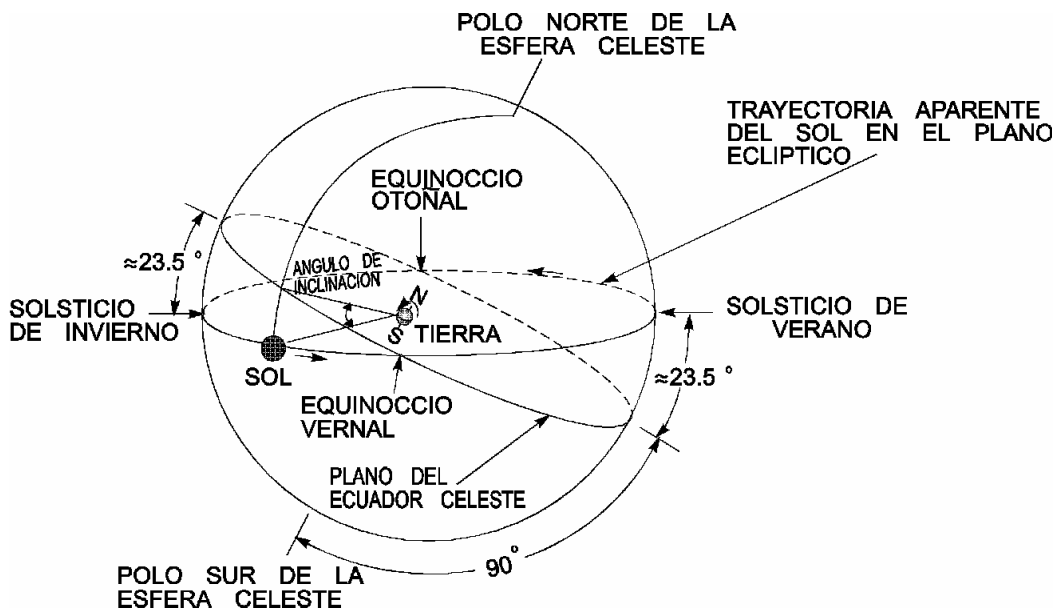 POLO NORTE DE LA
ESFERA CELESTE
TRAYECTORIA APARENTE
DEL SOL EN EL PLANO
ECLIPTICO
EQUINOCCIO
OTOÑAL
≈23.5 °
ANGULO DE
INCLINACION
SOLSTICIO
DE INVIERNO
N
S
TIERRA
SOLSTICIO DE
VERANO
SOL
≈23.5 °
EQUINOCCIO
VERNAL
PLANO DEL
ECUADOR CELESTE
90°
POLO SUR DE LA
ESFERA CELESTE